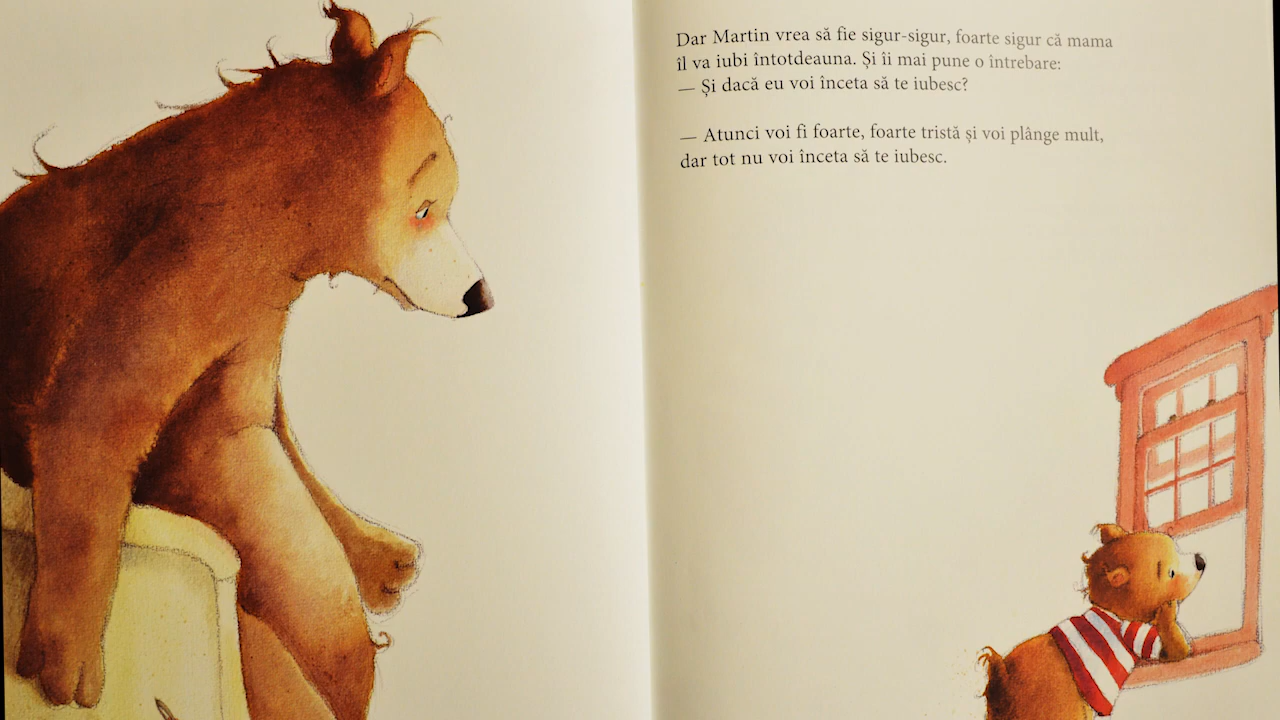 Dar Martin vrea să fie sigur-sigur, foarte sigur că mama
îl va iubi întotdeauna. Și îi mai pune o întrebare:
— Și dacă eu voi înceta să te iubesc?
— Atunci voi fi foarte, foarte tristă și voi plânge mult,
dar tot nu voi înceta să te iubesc.